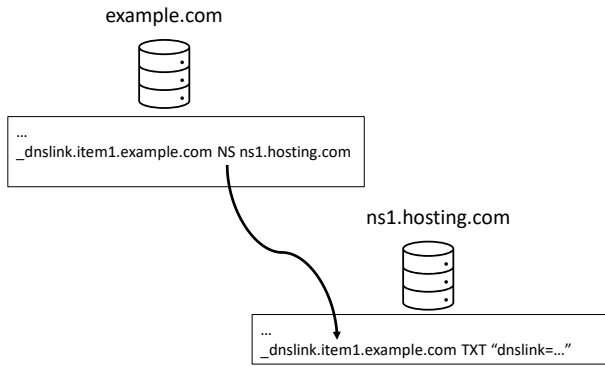 example.com
...
_dnslink.item1.example.com NS ns1.hosting.com
ns1.hosting.com
...
_dnslink.item1.example.com TXT “dnslink=...”